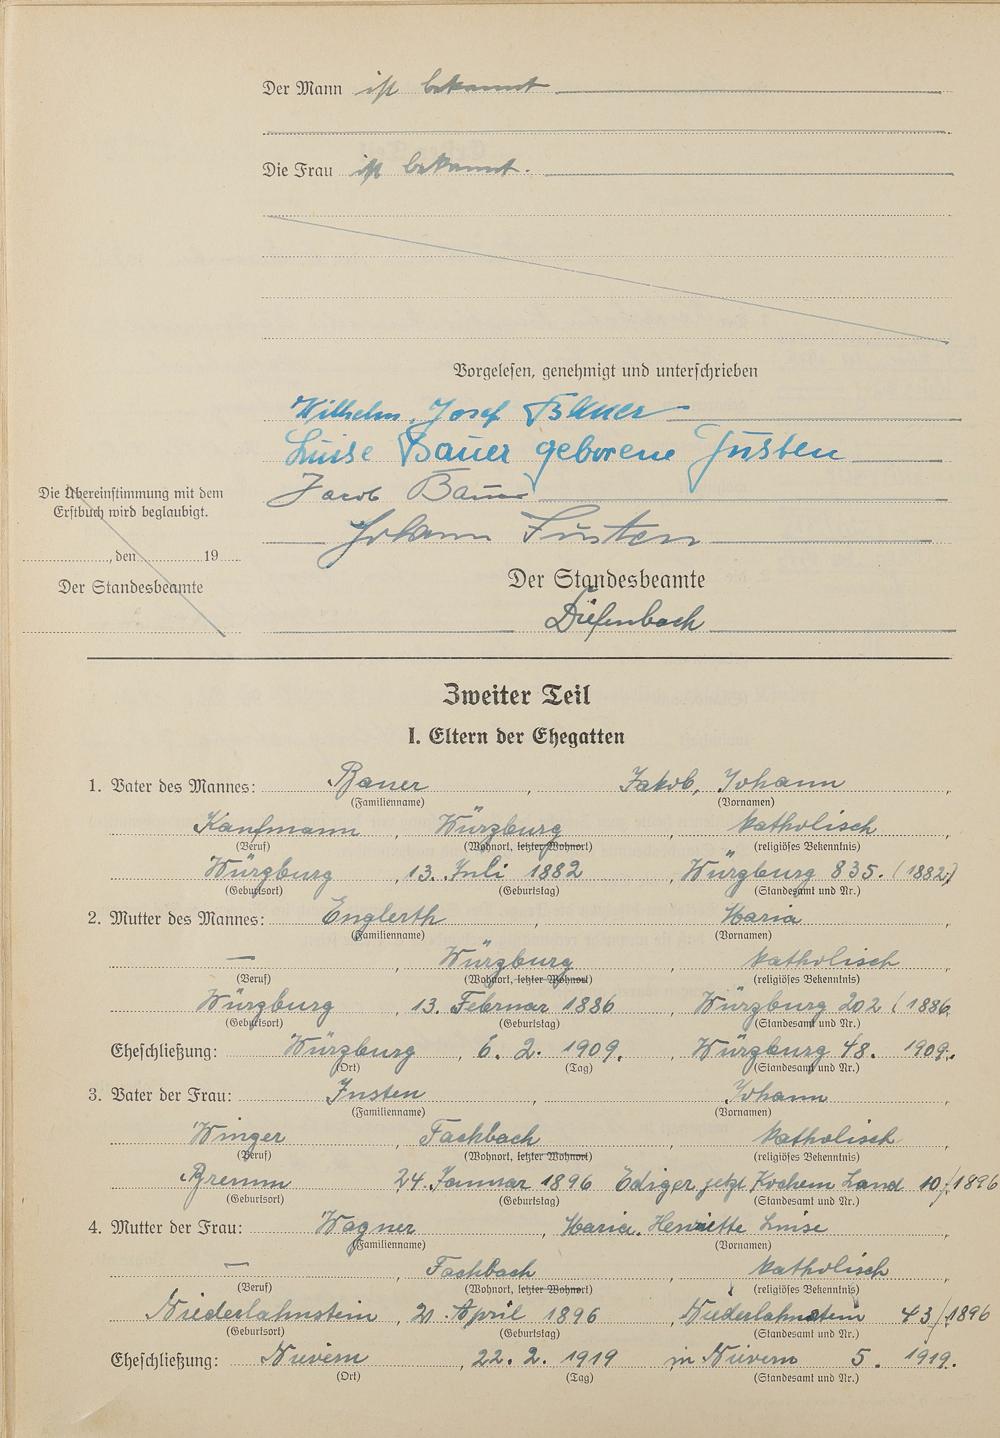 Der Mann ist bekannt
Die Frau ist bekannt.
Vorgelesen, genehmigt und unterschrieben
Wilhelm Josef Bauer
Luise Bauer geborene Justen
Jacob Bauer
Johann Justen
Die Übereinstimmung mit dem
Erstbuch wird beglaubigt.
, den 19
Der Standesbeamte
Der Standesbeamte
Diefenbach
Zweiter Teil
I. Eltern der Ehegatten
1. Vater des Mannes: Bauer , Jakob, Johann ,
(Familienname) (Vornamen)
Kaufmann , Würzburg , katholisch ,
(Beruf) (Wohnort, letzter Wohnort) (religiöses Bekenntnis)
Würzburg , 13. Juli 1882 , Würzburg 835. (1882)
(Geburtsort) (Geburtstag) (Standesamt und Nr.)
2. Mutter des Mannes: Englerth , Maria ,
(Familienname) (Vornamen)
— , Würzburg , katholisch ,
(Beruf) (Wohnort, letzter Wohnort) (religiöses Bekenntnis)
Würzburg , 13. Februar 1886 , Würzburg 202 (1886.
(Geburtsort) (Geburtstag) (Standesamt und Nr.)
Eheschließung: Würzburg , 6. 2. 1909. , Würzburg 48. 1909.
(Ort) (Tag) (Standesamt und Nr.)
3. Vater der Frau: Justen , Johann ,
(Familienname) (Vornamen)
Winzer , Fachbach , katholisch ,
(Beruf) (Wohnort, letzter Wohnort) (religiöses Bekenntnis)
Bremm 24. Januar 1896 Ediger jetzt Kochem Land 10/1896
(Geburtsort) (Geburtstag) (Standesamt und Nr.)
4. Mutter der Frau: Wagner , Maria, Henriette Luise ,
(Familienname) (Vornamen)
— , Fachbach , katholisch ,
(Beruf) (Wohnort, letzter Wohnort) (religiöses Bekenntnis)
Niederlahnstein , 21. April 1896 , Niederlahnstein 43/1896
(Geburtsort) (Geburtstag) (Standesamt und Nr.)
Eheschließung: Nievern , 22. 2. 1919 in Nievern 5. 1919.
(Ort) (Tag) (Standesamt und Nr.)